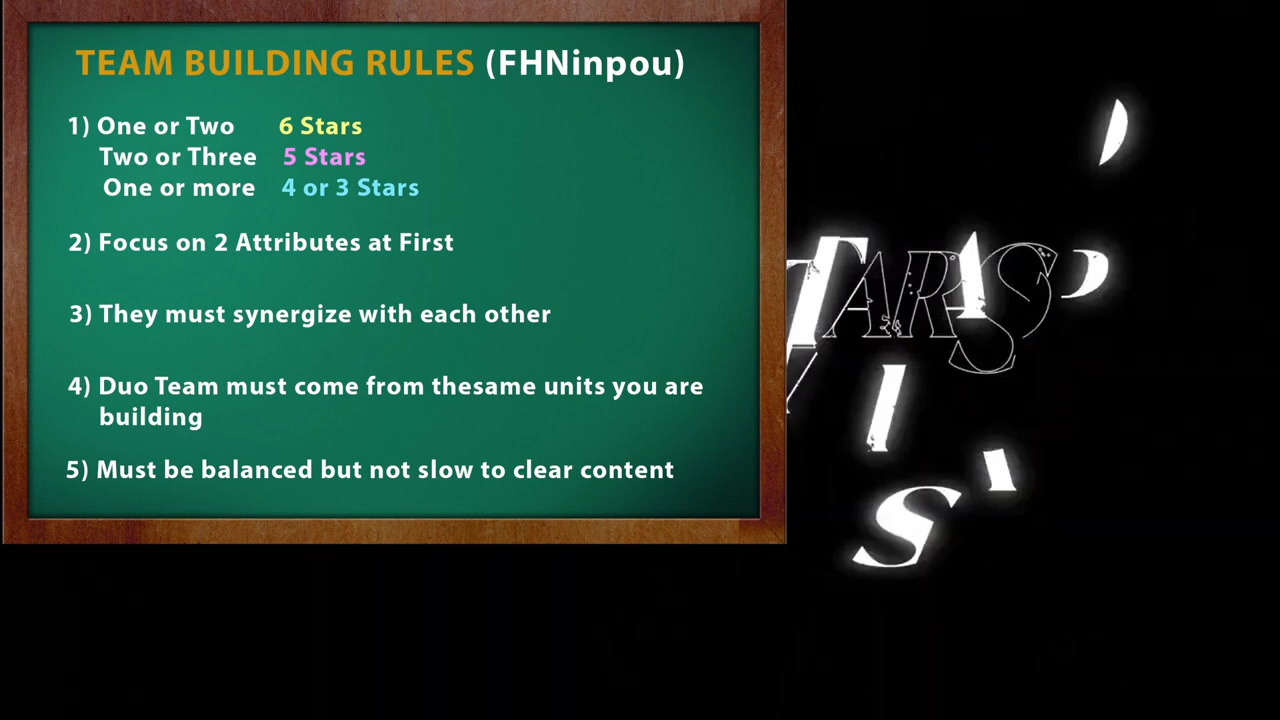 TEAM BUILDING RULES (FHNinpou)
1) One or Two 6 Stars
Two or Three 5 Stars
One or more 4 or 3 Stars
2) Focus on 2 Attributes at First
3) They must synergize with each other
4) Duo Team must come from thesame units you are
building
5) Must be balanced but not slow to clear content